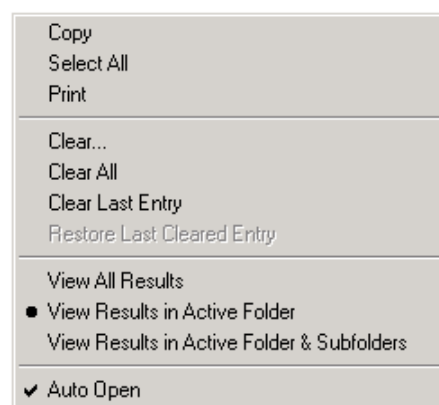 Copy
Select All
Print
Clear...
Clear All
Clear Last Entry
Restore Last Cleared Entry
View All Results
View Results in Active Folder
View Results in Active Folder & Subfolders
Auto Open